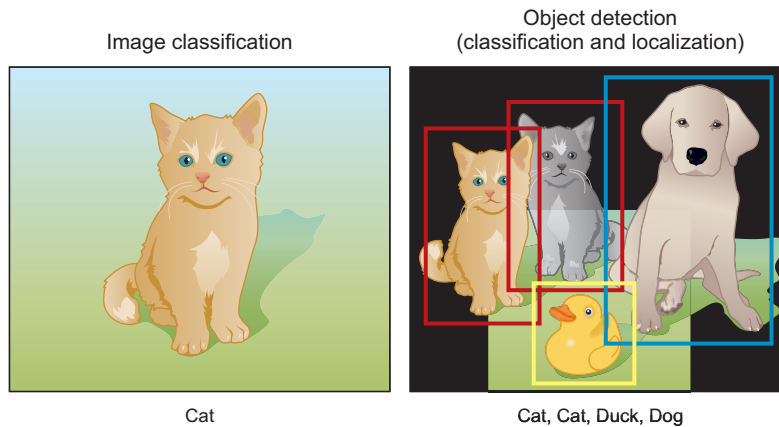 Image classification
Object detection
(classification and localization)
Cat
Cat, Cat, Duck, Dog